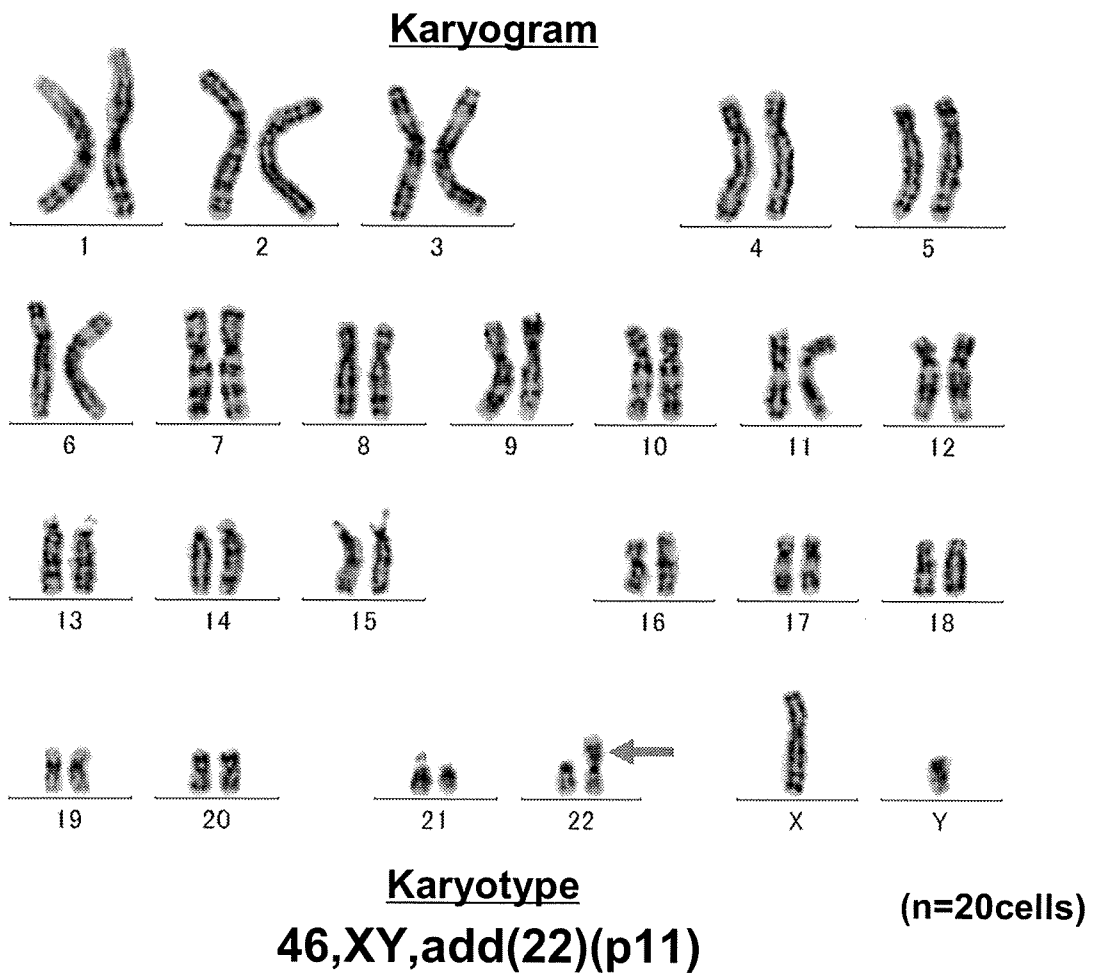 Karyogram
1 2 3 4 5
6 7 8 9 10 11 12
13 14 15 16 17 18
19 20 21 22 X Y
Karyotype
(n=20cells)
46,XY,add(22)(p11)